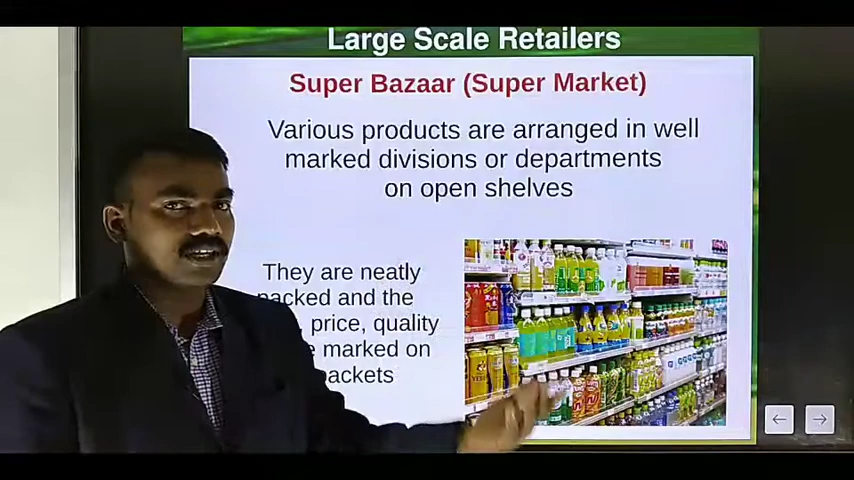 Large Scale Retailers
Super Bazaar (Super Market)
Various products are arranged in well
marked divisions or departments
on open shelves
They are neatly
packed and the
price, quality
marked on